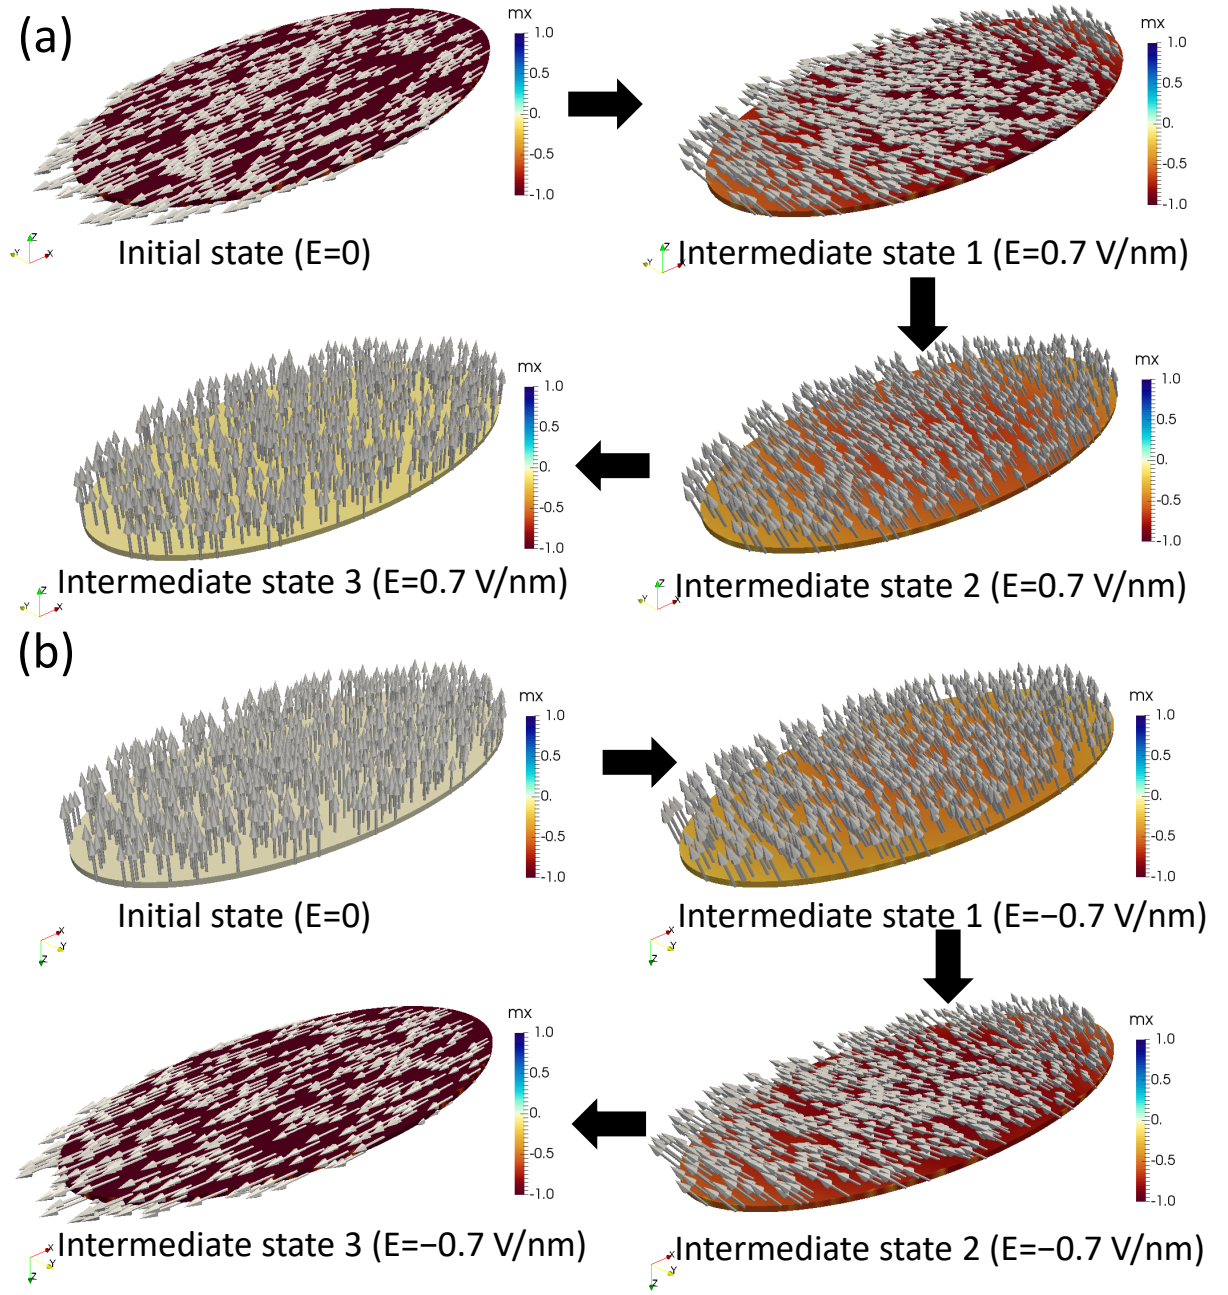 (a)
mx
1.0
0.5
0.
-0.5
-1.0
Z
Y
X
Initial state (E=0)
mx
1.0
0.5
0.
-0.5
-1.0
Z
Y
X
Intermediate state 1 (E=0.7 V/nm)
mx
1.0
0.5
0.
-0.5
-1.0
Z
Y
X
Intermediate state 3 (E=0.7 V/nm)
mx
1.0
0.5
0.
-0.5
-1.0
Z
Y
X
Intermediate state 2 (E=0.7 V/nm)
(b)
mx
1.0
0.5
0.
-0.5
-1.0
X
Y
Z
Initial state (E=0)
mx
1.0
0.5
0.
-0.5
-1.0
X
Y
Z
Intermediate state 1 (E=−0.7 V/nm)
mx
1.0
0.5
0.
-0.5
-1.0
X
Y
Z
Intermediate state 3 (E=−0.7 V/nm)
mx
1.0
0.5
0.
-0.5
-1.0
X
Y
Z
Intermediate state 2 (E=−0.7 V/nm)